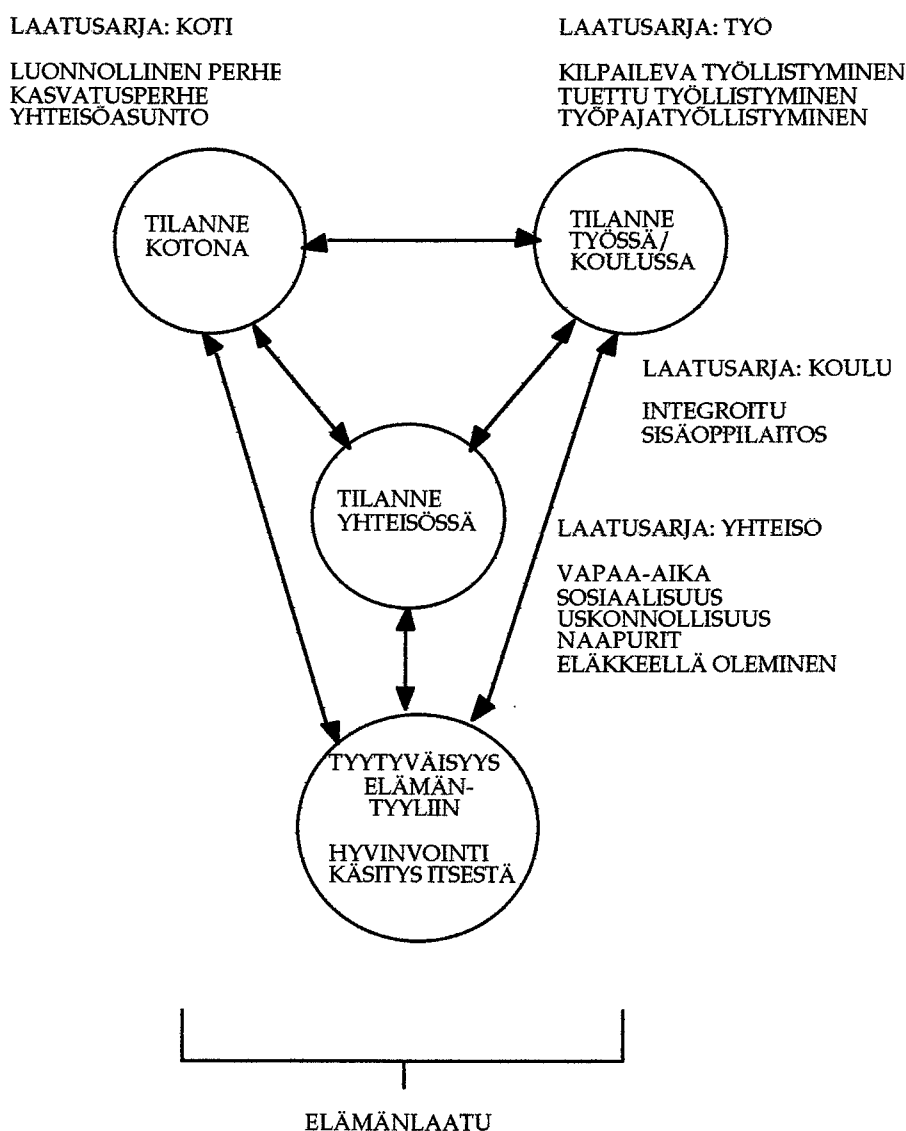 LAATUSARJA: KOTI
LUONNOLLINEN PERHE
KASVATUSPERHE
YHTEISÖASUNTO
LAATUSARJA: TYÖ
KILPAILEVA TYÖLLISTYMINEN
TUETTU TYÖLLISTYMINEN
TYÖPAJATYÖLLISTYMINEN
TILANNE
KOTONA
TILANNE
TYÖSSÄ/
KOULUSSA
LAATUSARJA: KOULU
INTEGROITU
SISÄOPPILAITOS
TILANNE
YHTEISÖSSÄ
LAATUSARJA: YHTEISÖ
VAPAA-AIKA
SOSIAALISUUS
USKONNOLLISUUS
NAAPURIT
ELÄKKEELLÄ OLEMINEN
TYYTYVÄISYYS
ELÄMÄN-
TYYLIIN
HYVINVOINTI
KÄSITYS ITSESTÄ
ELÄMÄNLAATU